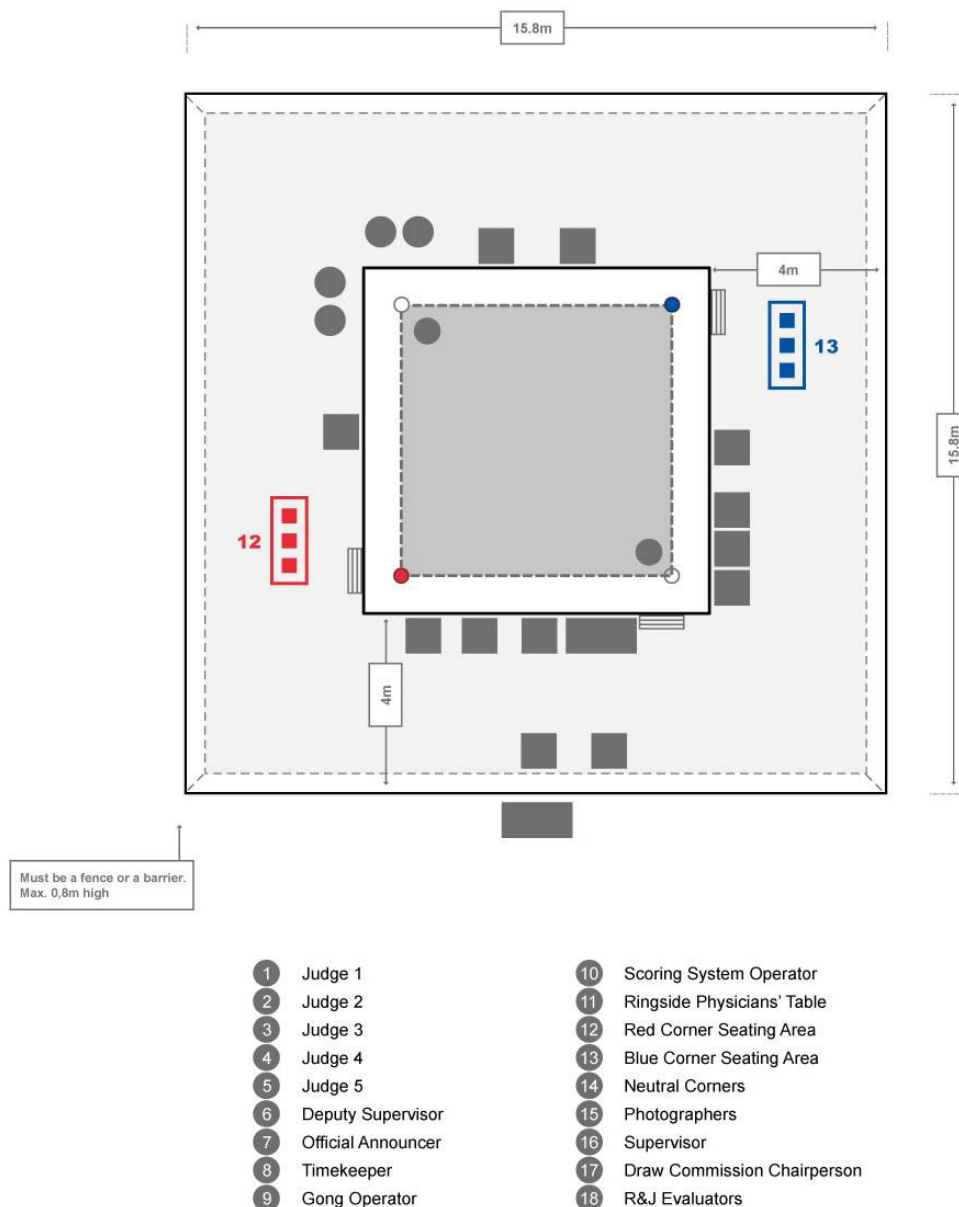 15.8m
4m
13
15.8m
12
4m
Must be a fence or a barrier.
Max. 0,8m high
1 Judge 1
2 Judge 2
3 Judge 3
4 Judge 4
5 Judge 5
6 Deputy Supervisor
7 Official Announcer
8 Timekeeper
9 Gong Operator
10 Scoring System Operator
11 Ringside Physicians' Table
12 Red Corner Seating Area
13 Blue Corner Seating Area
14 Neutral Corners
15 Photographers
16 Supervisor
17 Draw Commission Chairperson
18 R&J Evaluators